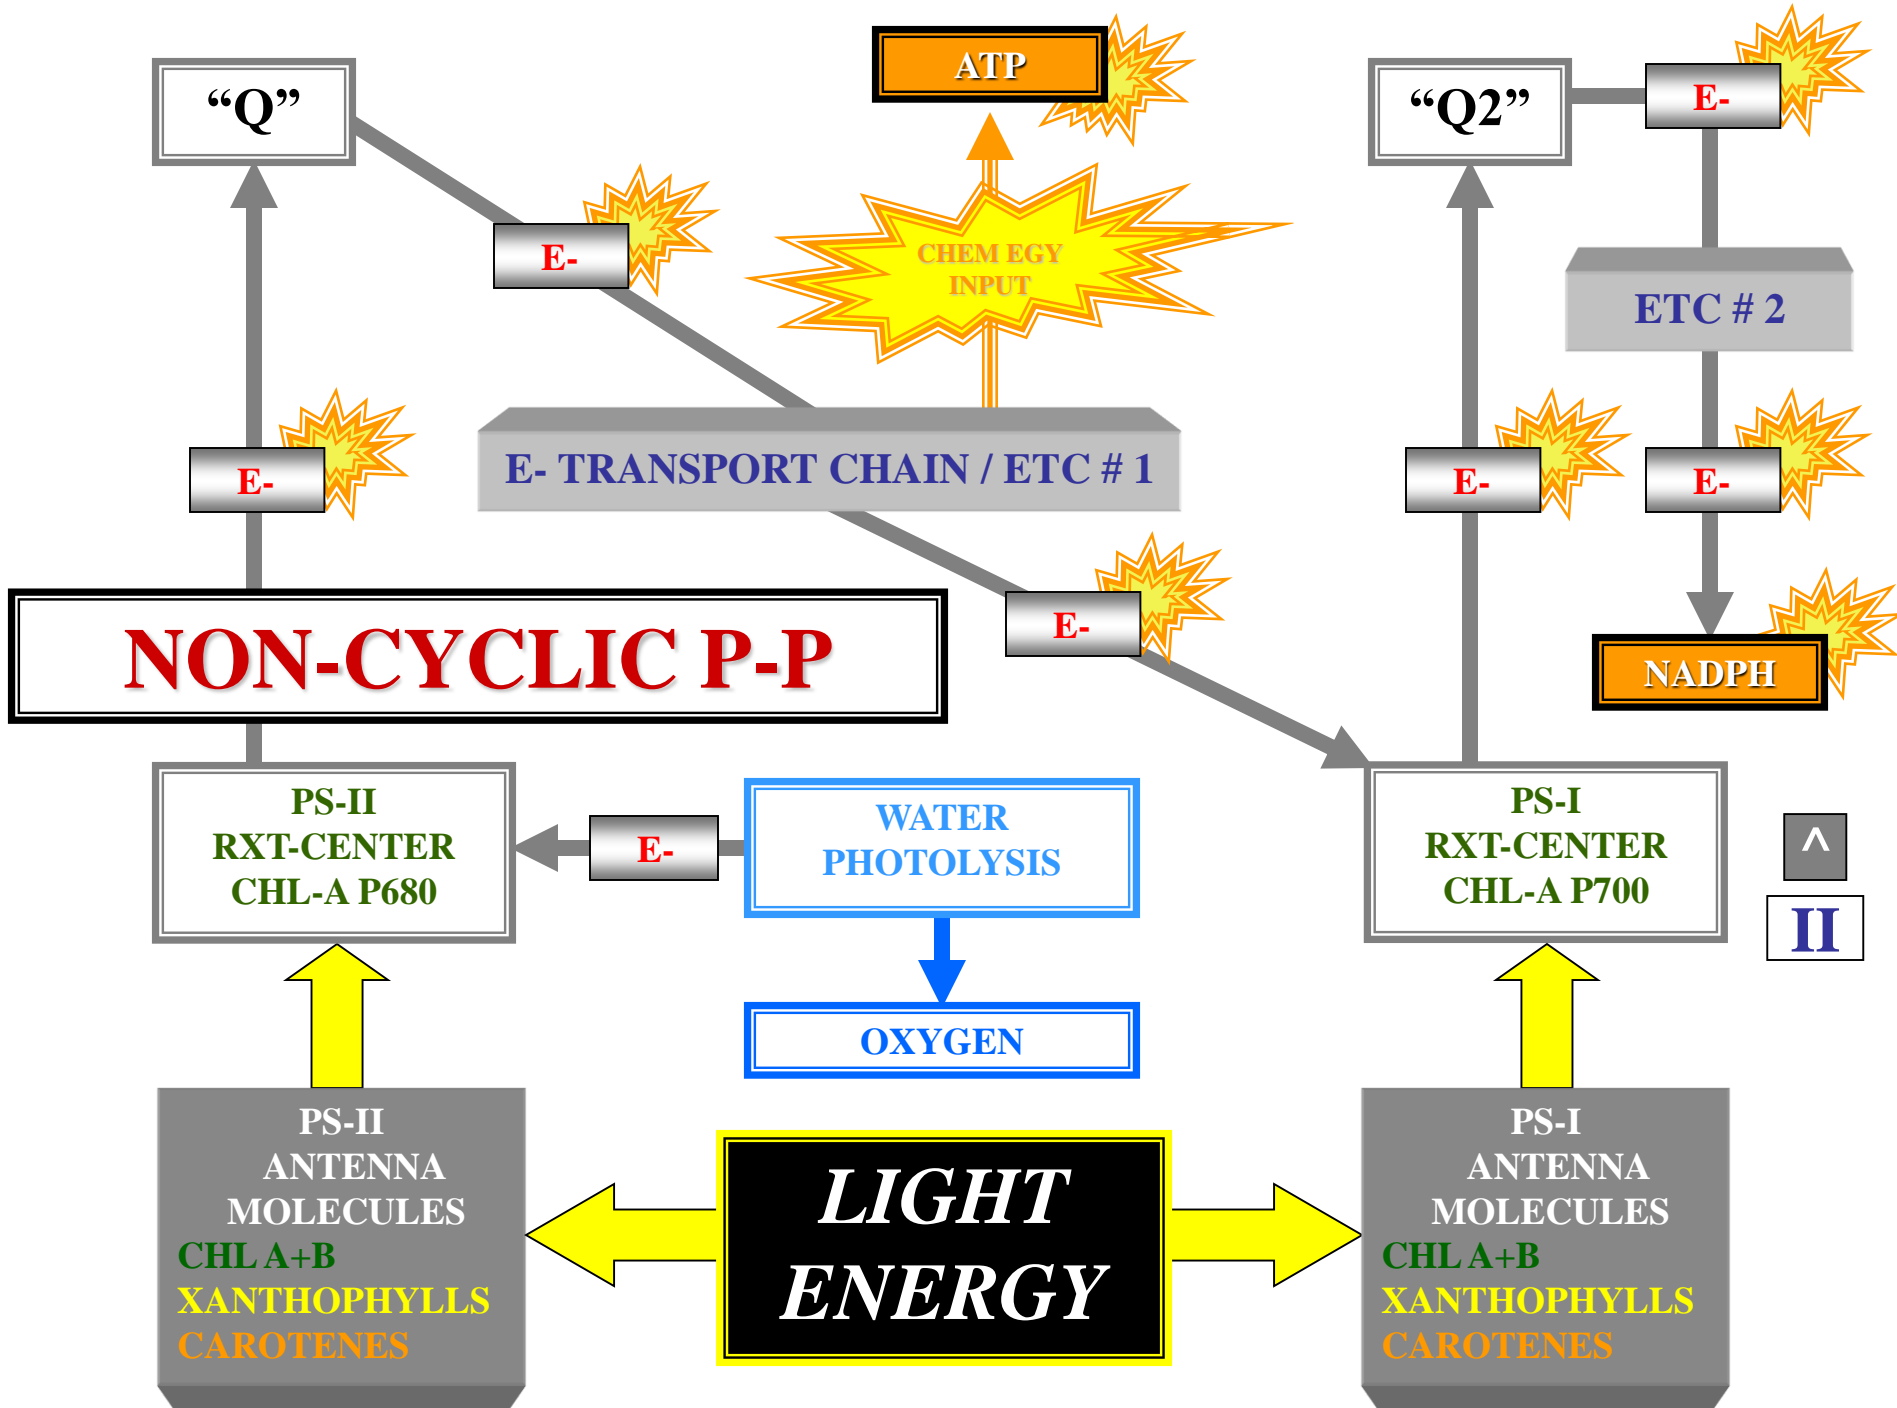 “Q”
ATP
“Q2”
E-
E-
CHEM EGY
INPUT
ETC # 2
E-
E- TRANSPORT CHAIN / ETC # 1
E-
E-
E-
NON-CYCLIC P-P
NADPH
PS-II
RXT-CENTER
CHL-A P680
E-
WATER
PHOTOLYSIS
PS-I
RXT-CENTER
CHL-A P700
^
II
OXYGEN
PS-II
ANTENNA
MOLECULES
CHL A+B
XANTHOPHYLLS
CAROTENES
LIGHT
ENERGY
PS-I
ANTENNA
MOLECULES
CHL A+B
XANTHOPHYLLS
CAROTENES